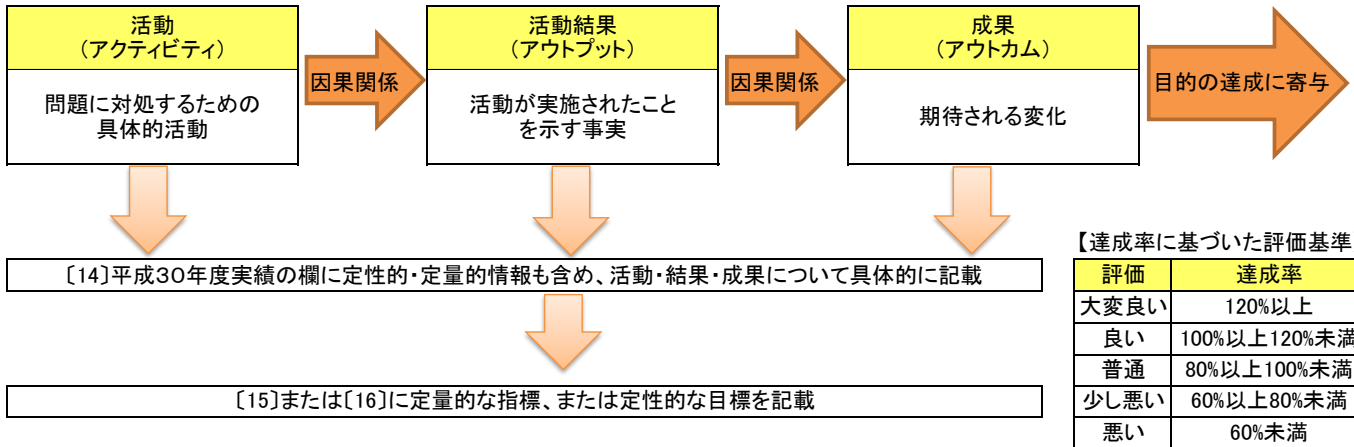 活動
（アクティビティ）
問題に対処するための
具体的活動
因果関係
活動結果
（アウトプット）
活動が実施されたこと
を示す事実
因果関係
成果
（アウトカム）
期待される変化
目的の達成に寄与
〔14〕平成３０年度実績の欄に定性的・定量的情報も含め、活動・結果・成果について具体的に記載
〔15〕または〔16〕に定量的な指標、または定性的な目標を記載
【達成率に基づいた評価基準
評価 達成率
大変良い 120%以上
良い 100%以上120%未満
普通 80%以上100%未満
少し悪い 60%以上80%未満
悪い 60%未満